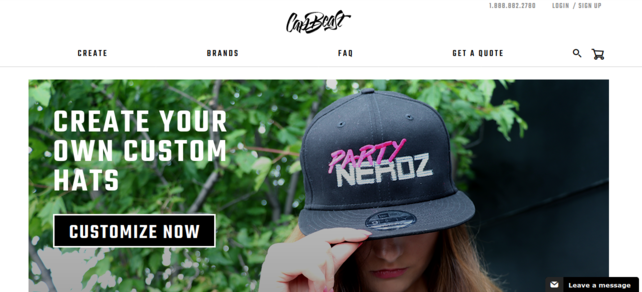 1.888.882.2780 LOGIN / SIGN UP
CapBeast
CREATE BRANDS FAQ GET A QUOTE
CREATE YOUR
OWN CUSTOM
HATS
CUSTOMIZE NOW
PARTY
NERDZ
Leave a message